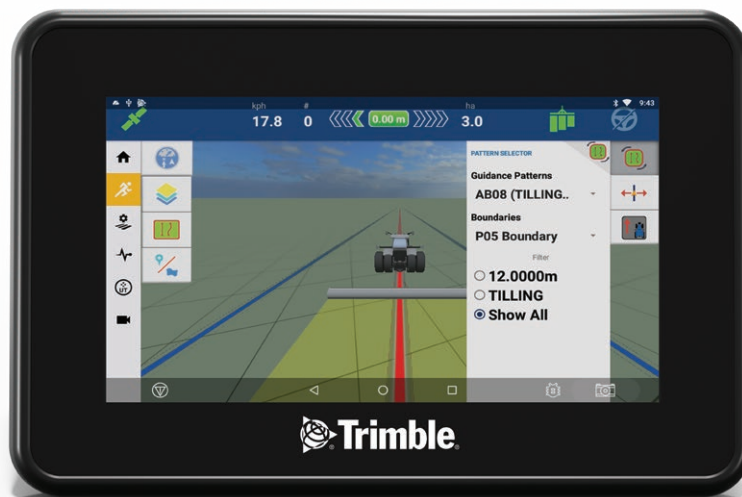 9:43
kph
#
ha
17.8
0
0.00 m
3.0
PATTERN SELECTOR
Guidance Patterns
AB08 (TILLING..
Boundaries
P05 Boundary
Filter
12.0000m
TILLING
Show All
UT
Trimble